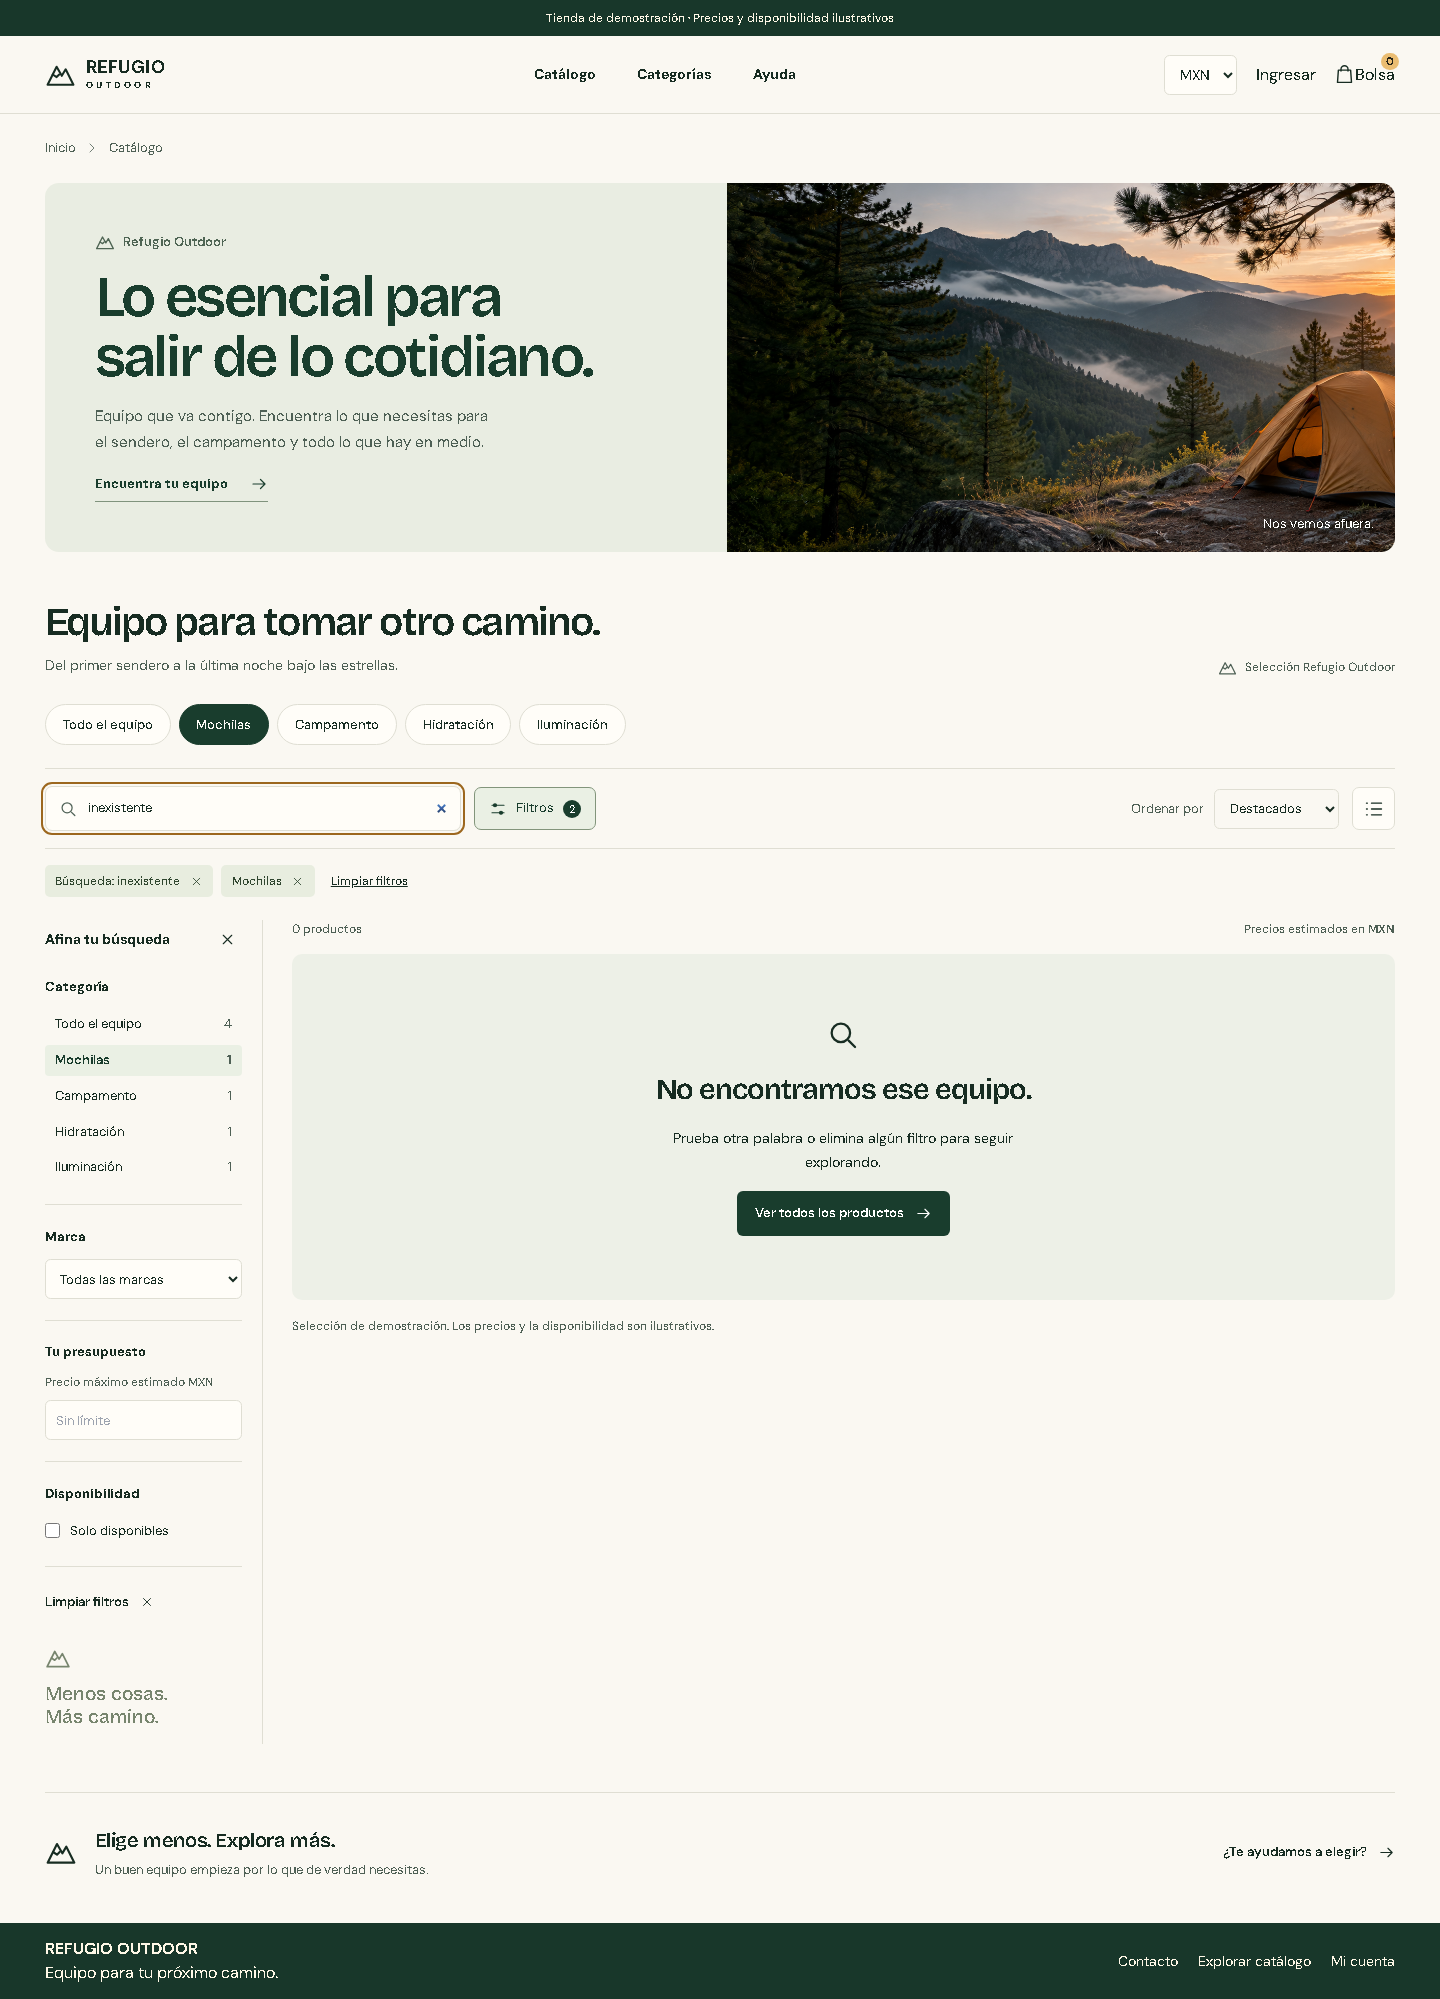 Tienda de demostración · Precios y disponibilidad ilustrativos
REFUGIO
OUTDOOR
Catálogo
Categorías
Ayuda
MXN
Ingresar
Bolsa
0
Inicio
Catálogo
Refugio Outdoor
Lo esencial para
salir de lo cotidiano.
Equipo que va contigo. Encuentra lo que necesitas para
el sendero, el campamento y todo lo que hay en medio.
Encuentra tu equipo
Nos vemos afuera.
Equipo para tomar otro camino.
Del primer sendero a la última noche bajo las estrellas.
Selección Refugio Outdoor
Todo el equipo
Mochilas
Campamento
Hidratación
Iluminación
inexistente
Filtros 2
Ordenar por
Destacados
Búsqueda: inexistente
Mochilas
Limpiar filtros
Afina tu búsqueda
Categoría
Todo el equipo 4
Mochilas 1
Campamento 1
Hidratación 1
Iluminación 1
Marca
Todas las marcas
Tu presupuesto
Precio máximo estimado MXN
Sin límite
Disponibilidad
Solo disponibles
Limpiar filtros
Menos cosas.
Más camino.
0 productos
Precios estimados en MXN
No encontramos ese equipo.
Prueba otra palabra o elimina algún filtro para seguir
explorando.
Ver todos los productos
Selección de demostración. Los precios y la disponibilidad son ilustrativos.
Elige menos. Explora más.
Un buen equipo empieza por lo que de verdad necesitas.
¿Te ayudamos a elegir?
REFUGIO OUTDOOR
Equipo para tu próximo camino.
Contacto
Explorar catálogo
Mi cuenta